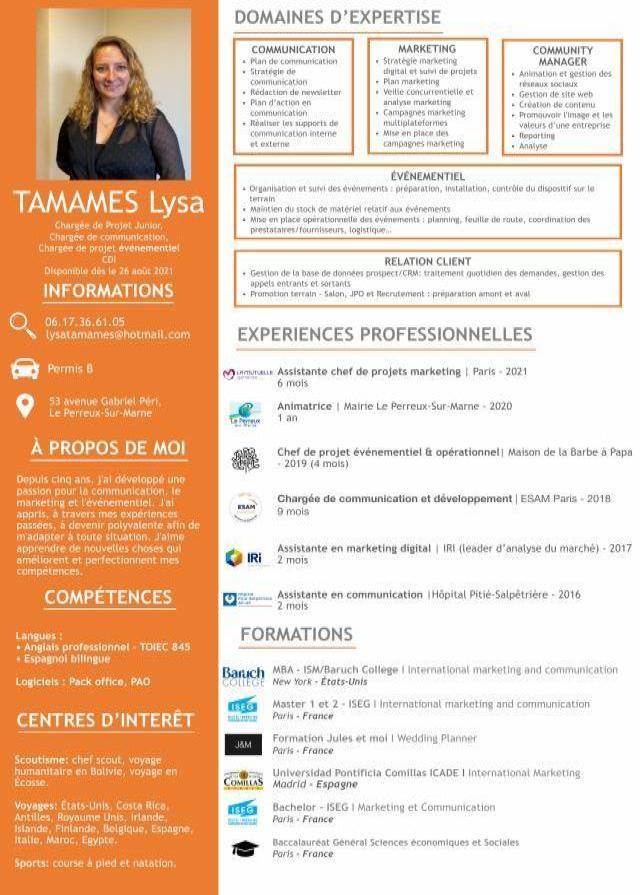 TAMAMES Lysa
Chargée de Projet Junior,
Chargée de communication,
Chargée de projet événementiel
CDI
Disponible dès le 26 août 2021
INFORMATIONS
06.17.36.61.05
lysatamames@hotmail.com
Permis B
53 avenue Gabriel Péri,
Le Perreux-Sur-Marne
À PROPOS DE MOI
Depuis cinq ans, j'ai développé une
passion pour la communication, le
marketing et l'événementiel. J'ai
appris, à travers mes expériences
passées, à devenir polyvalente afin de
m'adapter à toute situation. J'aime
apprendre de nouvelles choses qui
améliorent et perfectionnent mes
compétences.
COMPÉTENCES
Langues :
• Anglais professionnel - TOIEC 845
• Espagnol bilingue
Logiciels : Pack office, PAO
CENTRES D'INTERÊT
Scoutisme: chef scout, voyage
humanitaire en Bolivie, voyage en
Écosse.
Voyages: États-Unis, Costa Rica,
Antilles, Royaume Unis, Irlande,
Islande, Finlande, Belgique, Espagne,
Italie, Maroc, Egypte.
Sports: course à pied et natation.
DOMAINES D'EXPERTISE
COMMUNICATION
• Plan de communication
• Stratégie de
communication
• Rédaction de newsletter
• Plan d'action en
communication
• Réaliser les supports de
communication interne
et externe
MARKETING
• Stratégie marketing
digital et suivi de projets
• Plan marketing
• Veille concurrentielle et
analyse marketing
• Campagnes marketing
multiplateformes
• Mise en place des
campagnes marketing
COMMUNITY
MANAGER
• Animation et gestion des
réseaux sociaux
• Gestion de site web
• Création de contenu
• Promouvoir l'image et les
valeurs d'une entreprise
• Reporting
• Analyse
ÉVÉNEMENTIEL
• Organisation et suivi des événements : préparation, installation, contrôle du dispositif sur le
terrain
• Maintien du stock de matériel relatif aux événements
• Mise en place opérationnelle des événements : planning, feuille de route, coordination des
prestataires/fournisseurs, logistique...
RELATION CLIENT
• Gestion de la base de données prospect/CRM: traitement quotidien des demandes, gestion des
appels entrants et sortants
• Promotion terrain - Salon, JPO et Recrutement : préparation amont et aval
EXPERIENCES PROFESSIONNELLES
LA MUTUELLE
générale
Assistante chef de projets marketing | Paris - 2021
6 mois
Le Perreux
Animatrice | Mairie Le Perreux-Sur-Marne - 2020
1 an
Chef de projet événementiel & opérationnel| Maison de la Barbe à Papa
- 2019 (4 mois)
ESAM
Chargée de communication et développement | ESAM Paris - 2018
9 mois
IRi
Assistante en marketing digital | IRI (leader d'analyse du marché) - 2017
2 mois
Assistante en communication |Hôpital Pitié-Salpêtrière - 2016
2 mois
FORMATIONS
Baruch
COLLEGE
MBA - ISM/Baruch College I International marketing and communication
New York - États-Unis
ISEG
Master 1 et 2 - ISEG I International marketing and communication
Paris - France
J&M
Formation Jules et moi I Wedding Planner
Paris - France
COMILLAS
Universidad Pontificia Comillas ICADE I International Marketing
Madrid - Espagne
ISEG
Bachelor - ISEG I Marketing et Communication
Paris - France
Baccalauréat Général Sciences économiques et Sociales
Paris - France